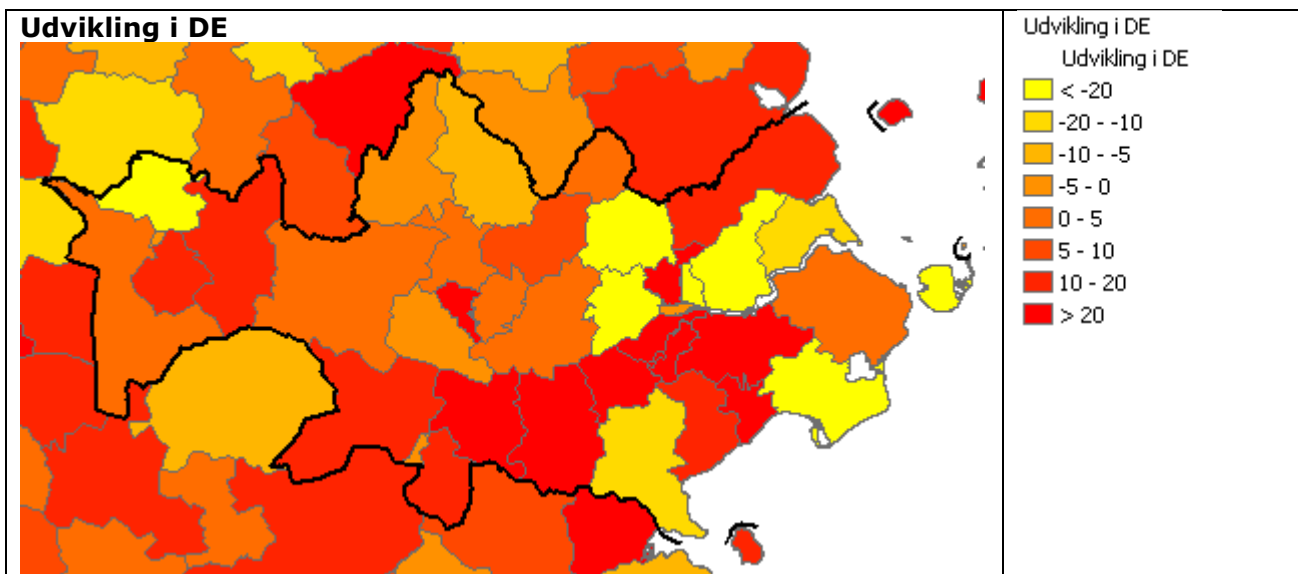 Udvikling i DE
Udvikling i DE
Udvikling i DE
< -20
-20 - -10
-10 - -5
-5 - 0
0 - 5
5 - 10
10 - 20
> 20